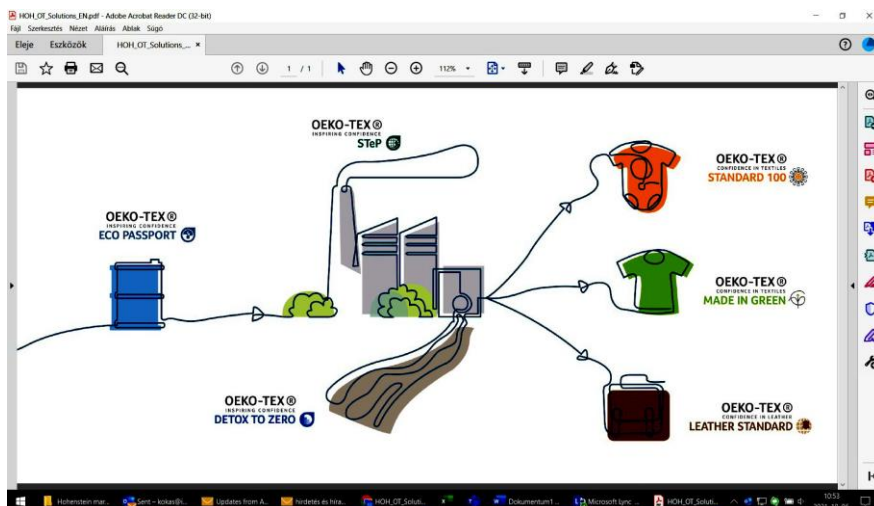 HOH_OT_Solutions_EN.pdf - Adobe Acrobat Reader DC (32-bit)
Fájl Szerkesztés Nézet Aláírás Ablak Súgó
Eleje Eszközök HOH_OT_Solutions_... ×
1 / 1 112%
OEKO-TEX®
INSPIRING CONFIDENCE
STeP
OEKO-TEX®
CONFIDENCE IN TEXTILES
STANDARD 100
OEKO-TEX®
INSPIRING CONFIDENCE
ECO PASSPORT
OEKO-TEX®
CONFIDENCE IN TEXTILES
MADE IN GREEN
OEKO-TEX®
INSPIRING CONFIDENCE
DETOX TO ZERO
OEKO-TEX®
CONFIDENCE IN LEATHER
LEATHER STANDARD
Hohenstein mar... Sent – kokas@i... Updates from A... hirdetés és híra... HOH_OT_Soluti... Dokumentum1 ... Microsoft Lync ... HOH_OT_Soluti... 10:53